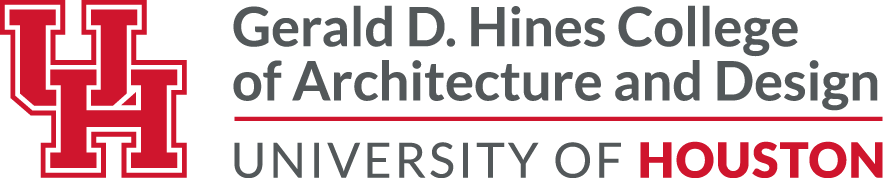 UH
Gerald D. Hines College
of Architecture and Design
UNIVERSITY OF HOUSTON